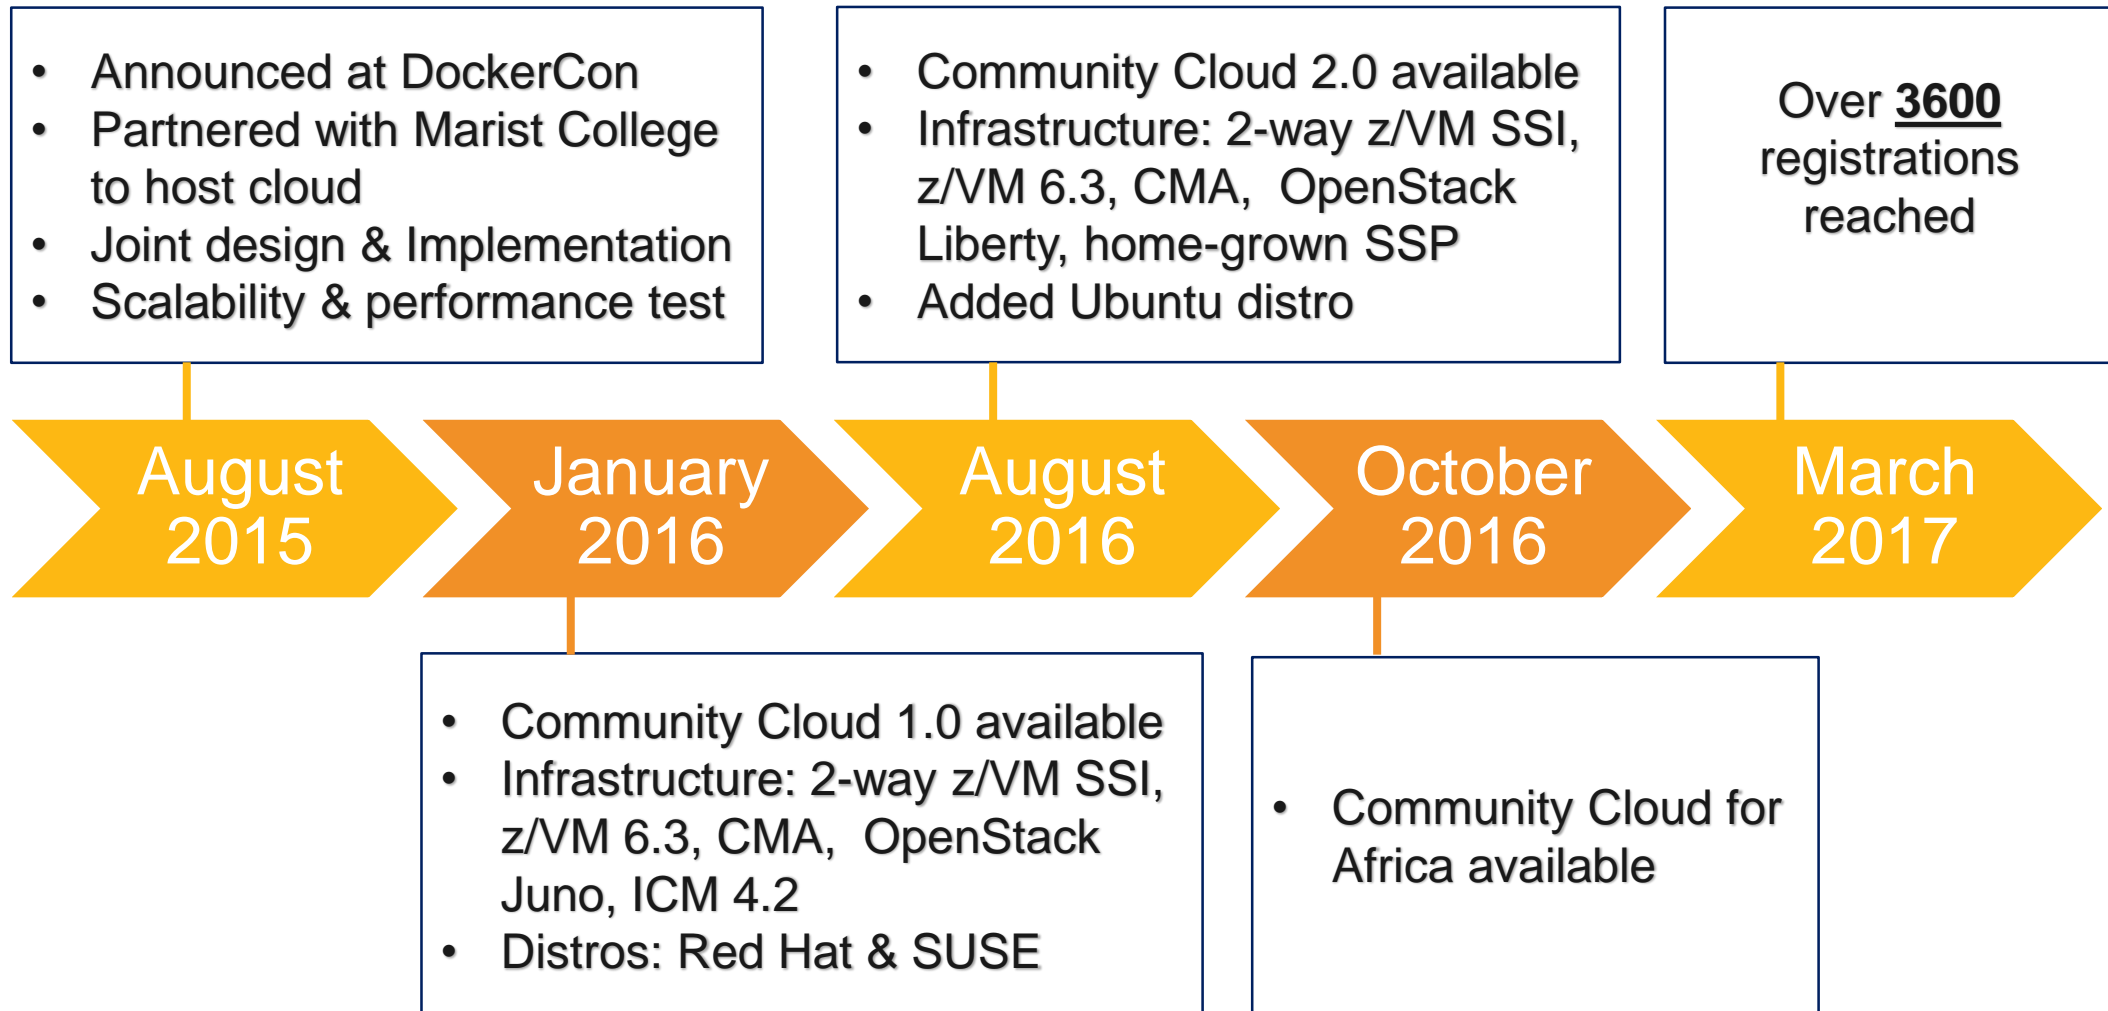 • Announced at DockerCon
• Partnered with Marist College
to host cloud
• Joint design & Implementation
• Scalability & performance test
• Community Cloud 2.0 available
• Infrastructure: 2-way z/VM SSI,
z/VM 6.3, CMA,  OpenStack
Liberty, home-grown SSP
• Added Ubuntu distro
Over 3600
registrations
reached
August
2015
January
2016
August
2016
October
2016
March
2017
• Community Cloud 1.0 available
• Infrastructure: 2-way z/VM SSI,
z/VM 6.3, CMA,  OpenStack
Juno, ICM 4.2
• Distros: Red Hat & SUSE
• Community Cloud for
Africa available